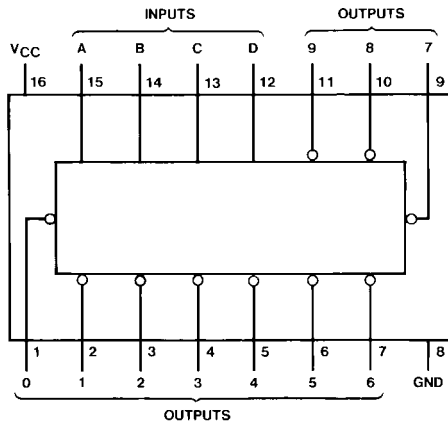 INPUTS OUTPUTS
VCC A B C D 9 8 7
16 15 14 13 12 11 10 9
1 2 3 4 5 6 7 8
0 1 2 3 4 5 6 GND
OUTPUTS